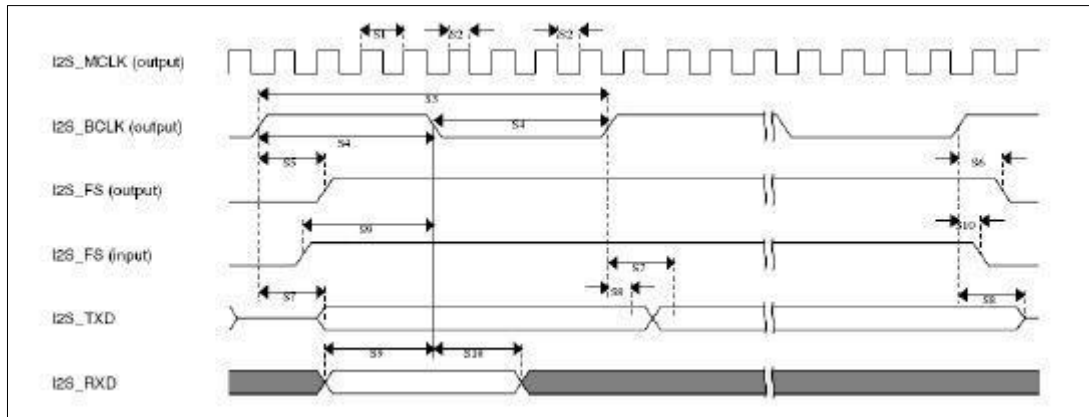 S1
S2
S2
I2S_MCLK (output)
S3
I2S_BCLK (output)
S4
S4
S5
S6
I2S_FS (output)
S9
S10
I2S_FS (input)
S7
S7
S8
S8
I2S_TXD
S9
S10
I2S_RXD